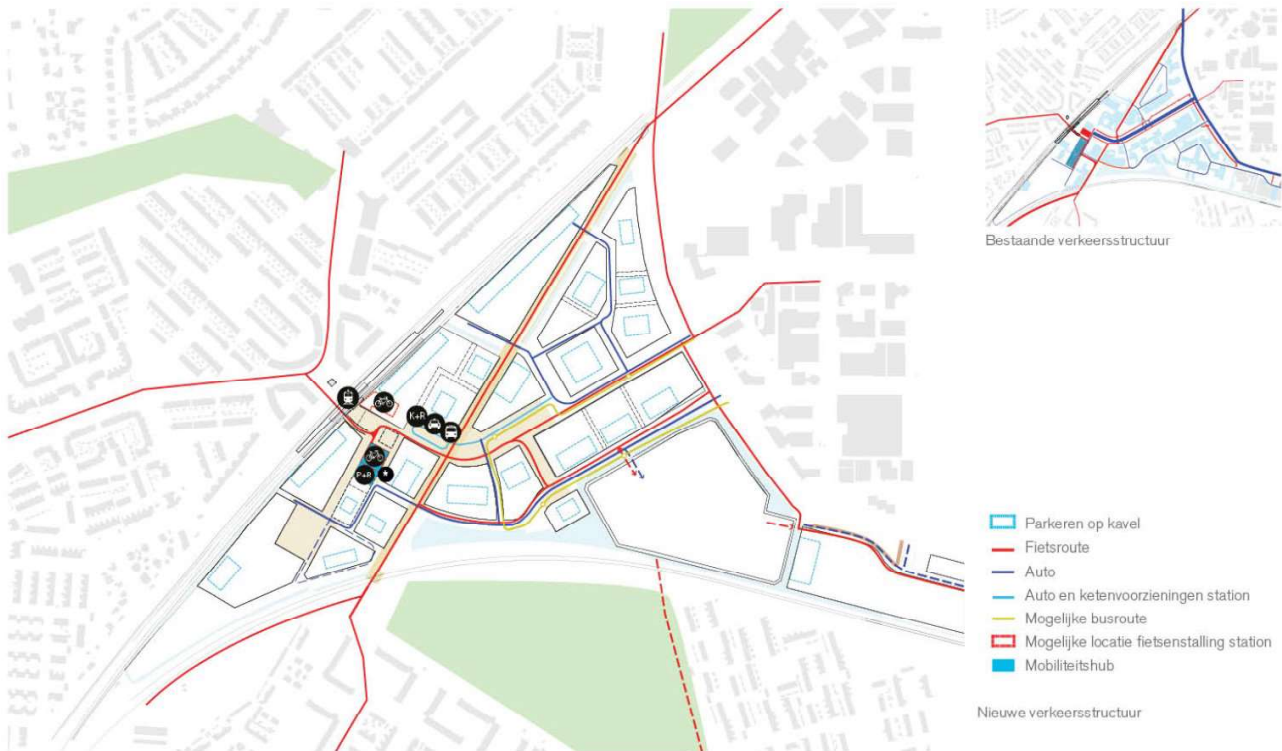 Bestaande verkeersstructuur
K+R
P+R
Parkeren op kavel
Fietsroute
Auto
Auto en ketenvoorzieningen station
Mogelijke busroute
Mogelijke locatie fietsenstalling station
Mobiliteitshub
Nieuwe verkeersstructuur